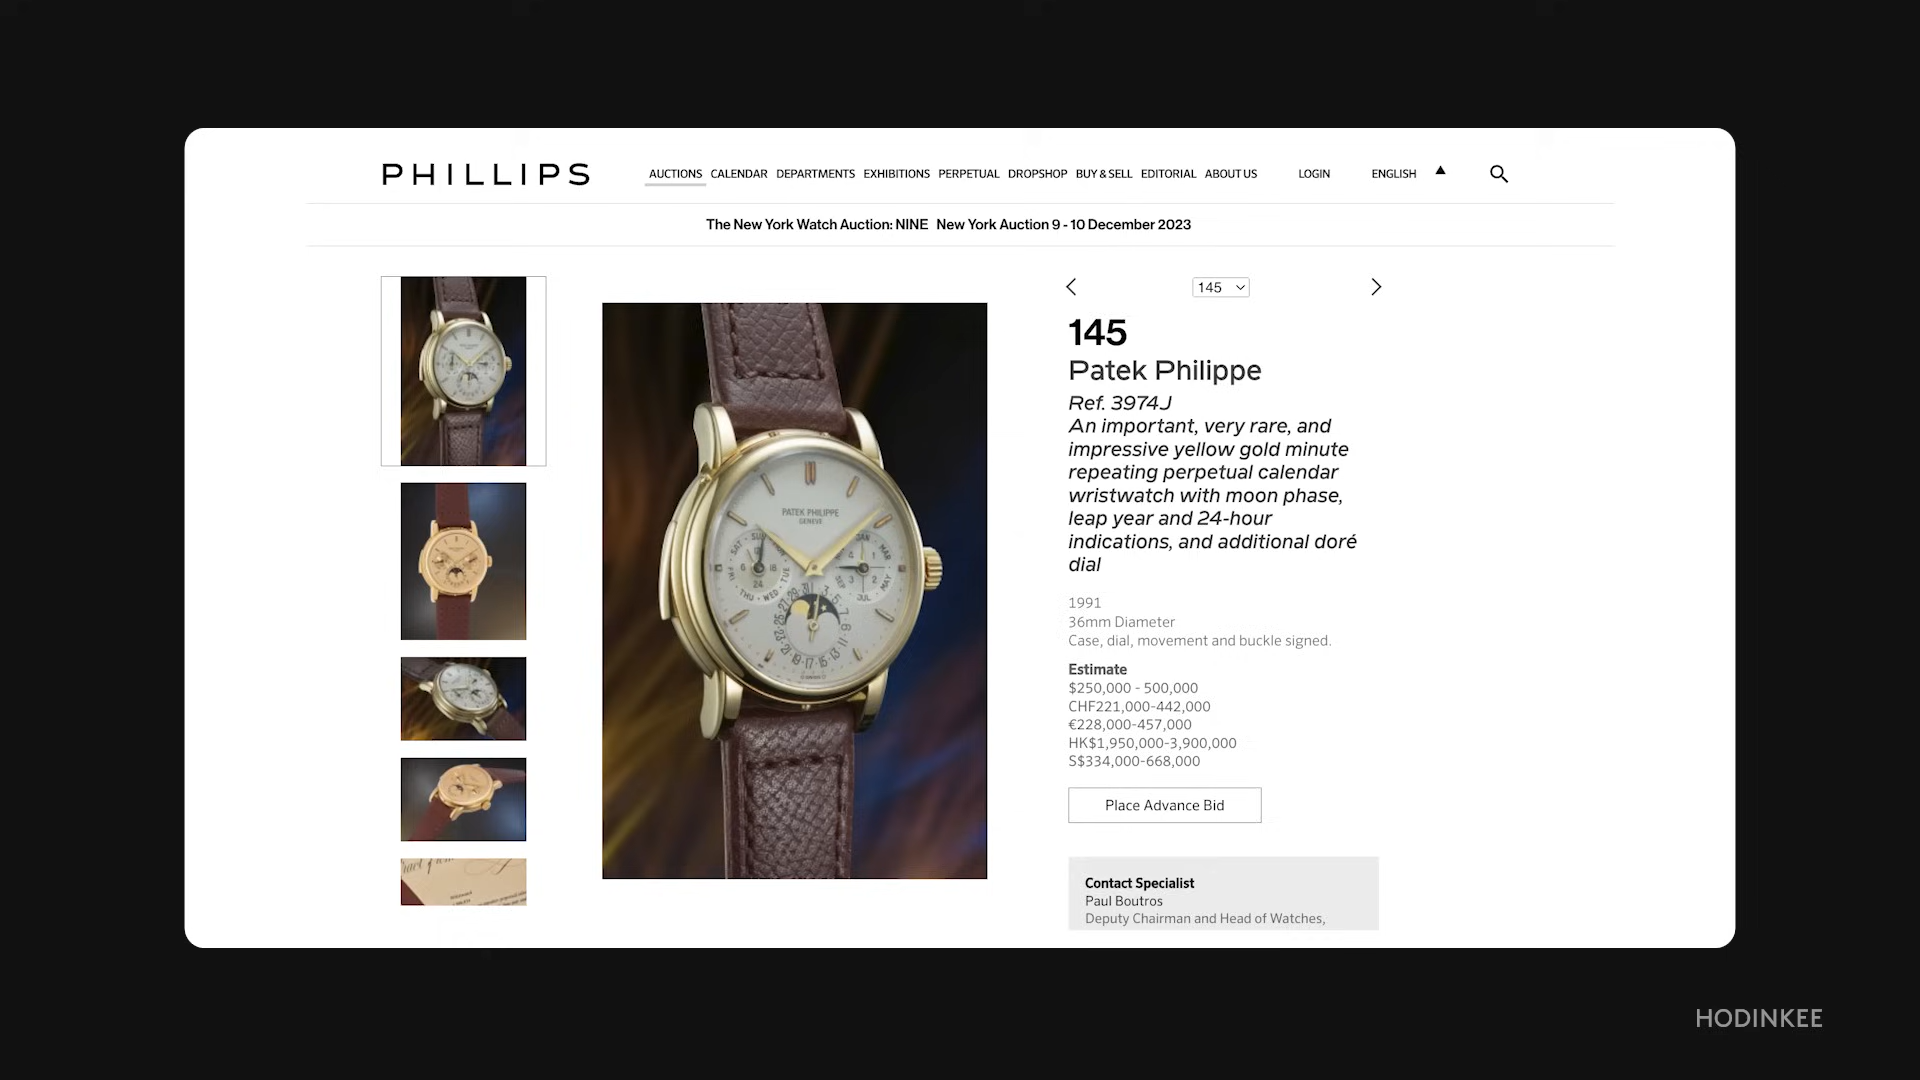 PHILLIPS
AUCTIONS CALENDAR DEPARTMENTS EXHIBITIONS PERPETUAL DROPSHOP BUY & SELL EDITORIAL ABOUT US LOGIN ENGLISH
The New York Watch Auction: NINE New York Auction 9 - 10 December 2023
PATEK PHILIPPE
GENEVE
145
145
Patek Philippe
Ref. 3974J
An important, very rare, and
impressive yellow gold minute
repeating perpetual calendar
wristwatch with moon phase,
leap year and 24-hour
indications, and additional doré
dial
1991
36mm Diameter
Case, dial, movement and buckle signed.
Estimate
$250,000 - 500,000
CHF221,000-442,000
€228,000-457,000
HK$1,950,000-3,900,000
S$334,000-668,000
Place Advance Bid
Contact Specialist
Paul Boutros
Deputy Chairman and Head of Watches,
HODINKEE